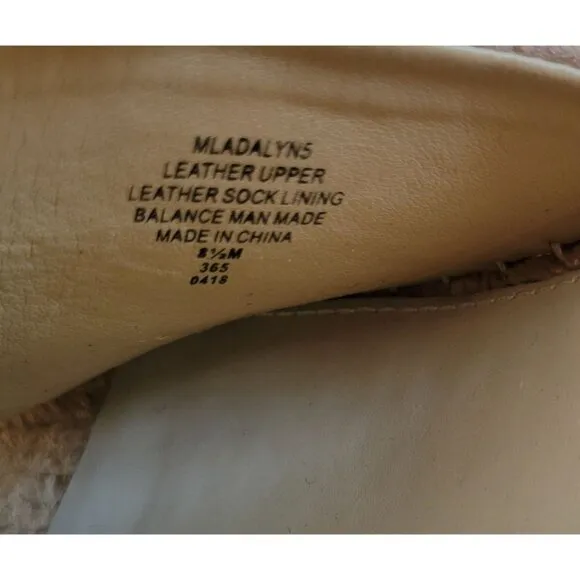 MLADALYN5
LEATHER UPPER
LEATHER SOCK LINING
BALANCE MAN MADE
MADE IN CHINA
8½M
365
0418